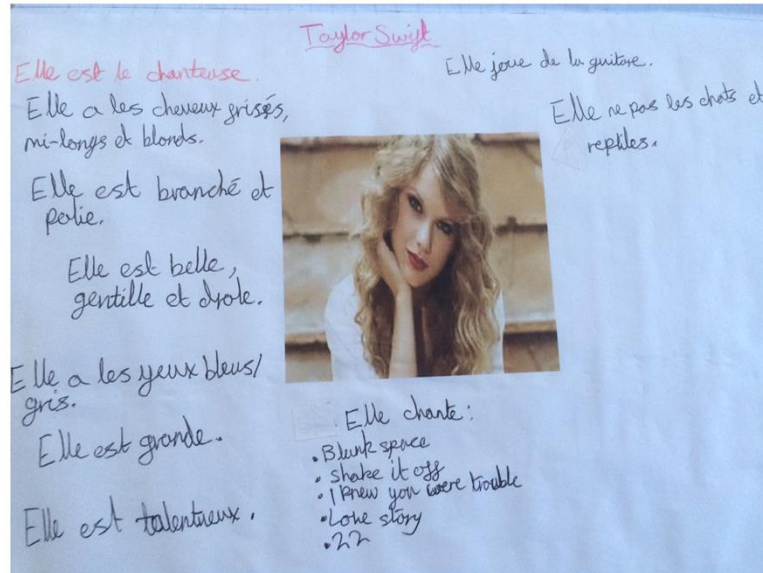 Taylor Swift
Elle est le chanteuse.
Elle joue de la guitare.
Elle a les cheveux grisés,
mi-longs et blonds.
Elle ne pas les chats et
reptiles.
Elle est branché et
polie.
Elle est belle,
gentille et drole.
Elle a les yeux bleus/
gris.
Elle est grande.
Elle est talentueux.
Elle chante:
• Blank space
• shake it off
• I knew you were trouble
• Love story
• 22